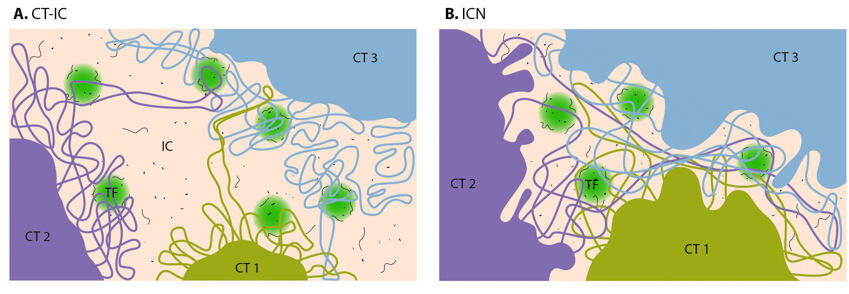 A. CT-IC
CT 3
IC
TF
CT 2
CT 1
B. ICN
CT 3
CT 2
TF
CT 1